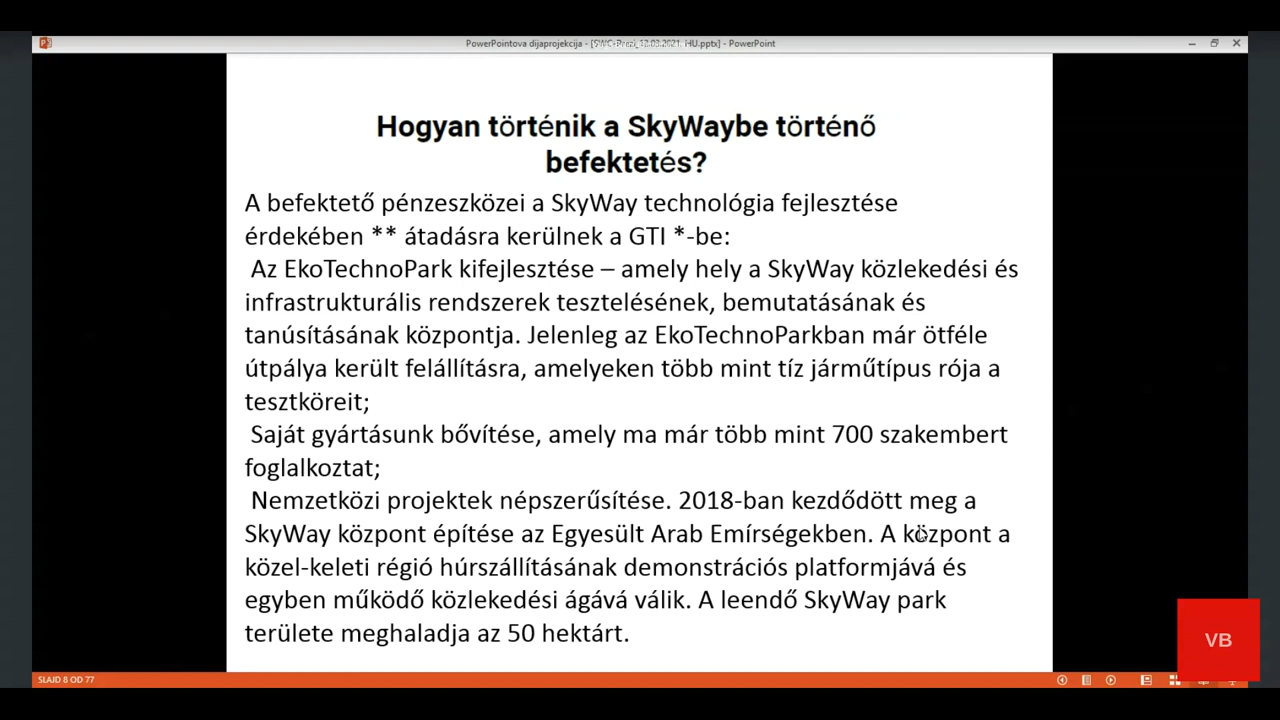 PowerPointova dijaprojekcija - [SWC-Prezi_12.03.2021._HU.pptx] - PowerPoint
Hogyan történik a SkyWaybe történő
befektetés?
A befektető pénzeszközei a SkyWay technológia fejlesztése
érdekében ** átadásra kerülnek a GTI *-be:
Az EkoTechnoPark kifejlesztése – amely hely a SkyWay közlekedési és
infrastrukturális rendszerek tesztelésének, bemutatásának és
tanúsításának központja. Jelenleg az EkoTechnoParkban már ötféle
útpálya került felállításra, amelyeken több mint tíz járműtípus rója a
tesztköreit;
Saját gyártásunk bővítése, amely ma már több mint 700 szakembert
foglalkoztat;
Nemzetközi projektek népszerűsítése. 2018-ban kezdődött meg a
SkyWay központ építése az Egyesült Arab Emírségekben. A központ a
közel-keleti régió húrszállításának demonstrációs platformjává és
egyben működő közlekedési ágává válik. A leendő SkyWay park
területe meghaladja az 50 hektárt.
VB
SLAJD 8 OD 77